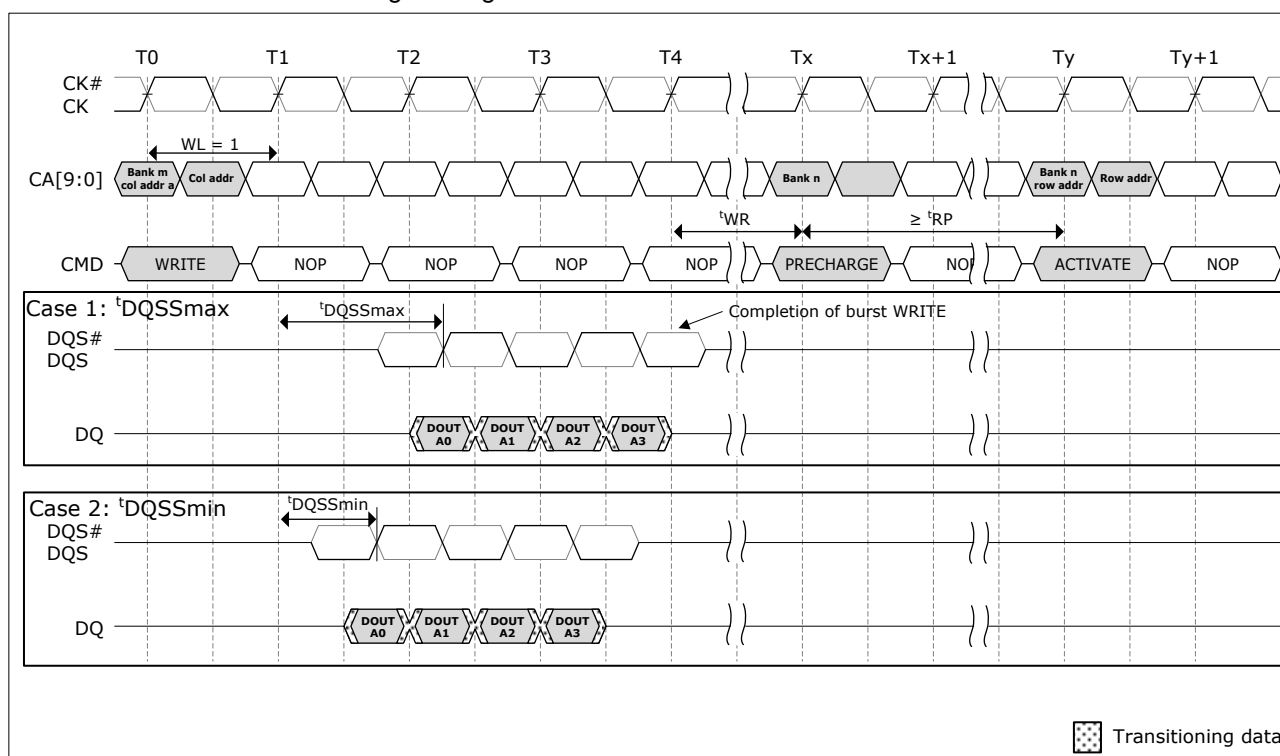 T0 T1 T2 T3 T4 Tx Tx+1 Ty Ty+1
CK#
CK
WL = 1
CA[9:0] Bank m col addr a Col addr Bank n Bank n row addr Row addr
tWR ≥ tRP
CMD WRITE NOP NOP NOP NOP PRECHARGE NOP ACTIVATE NOP
Case 1: tDQSSmax
tDQSSmax Completion of burst WRITE
DQS#
DQS
DQ DOUT A0 DOUT A1 DOUT A2 DOUT A3
Case 2: tDQSSmin
tDQSSmin
DQS#
DQS
DQ DOUT A0 DOUT A1 DOUT A2 DOUT A3
Transitioning data